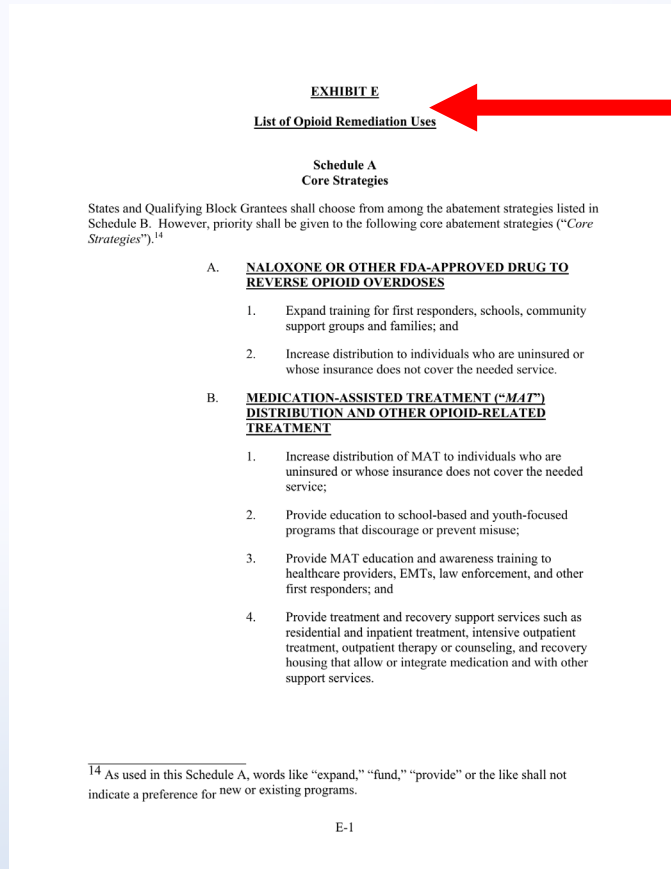 EXHIBIT E
List of Opioid Remediation Uses
Schedule A
Core Strategies
States and Qualifying Block Grantees shall choose from among the abatement strategies listed in
Schedule B. However, priority shall be given to the following core abatement strategies (“Core
Strategies”).14
A. NALOXONE OR OTHER FDA-APPROVED DRUG TO
REVERSE OPIOID OVERDOSES
1. Expand training for first responders, schools, community
support groups and families; and
2. Increase distribution to individuals who are uninsured or
whose insurance does not cover the needed service.
B. MEDICATION-ASSISTED TREATMENT (“MAT”)
DISTRIBUTION AND OTHER OPIOID-RELATED
TREATMENT
1. Increase distribution of MAT to individuals who are
uninsured or whose insurance does not cover the needed
service;
2. Provide education to school-based and youth-focused
programs that discourage or prevent misuse;
3. Provide MAT education and awareness training to
healthcare providers, EMTs, law enforcement, and other
first responders; and
4. Provide treatment and recovery support services such as
residential and inpatient treatment, intensive outpatient
treatment, outpatient therapy or counseling, and recovery
housing that allow or integrate medication and with other
support services.
14 As used in this Schedule A, words like “expand,” “fund,” “provide” or the like shall not
indicate a preference for new or existing programs.
E-1